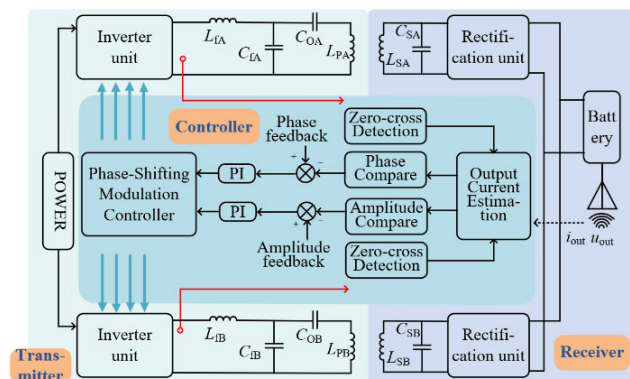 Inverter
unit
L_fA
C_fA
C_OA
L_PA
L_SA
C_SA
Rectifi-
cation unit
Controller
Phase
feedback
Zero-cross
Detection
Batt
ery
POWER
Phase-Shifting
Modulation
Controller
PI
+
−
Phase
Compare
Output
Current
Estima-
tion
PI
+
−
Amplitude
Compare
Amplitude
feedback
Zero-cross
Detection
i_out u_out
Trans-
mitter
Inverter
unit
L_fB
C_fB
C_OB
L_PB
L_SB
C_SB
Rectifi-
cation unit
Receiver